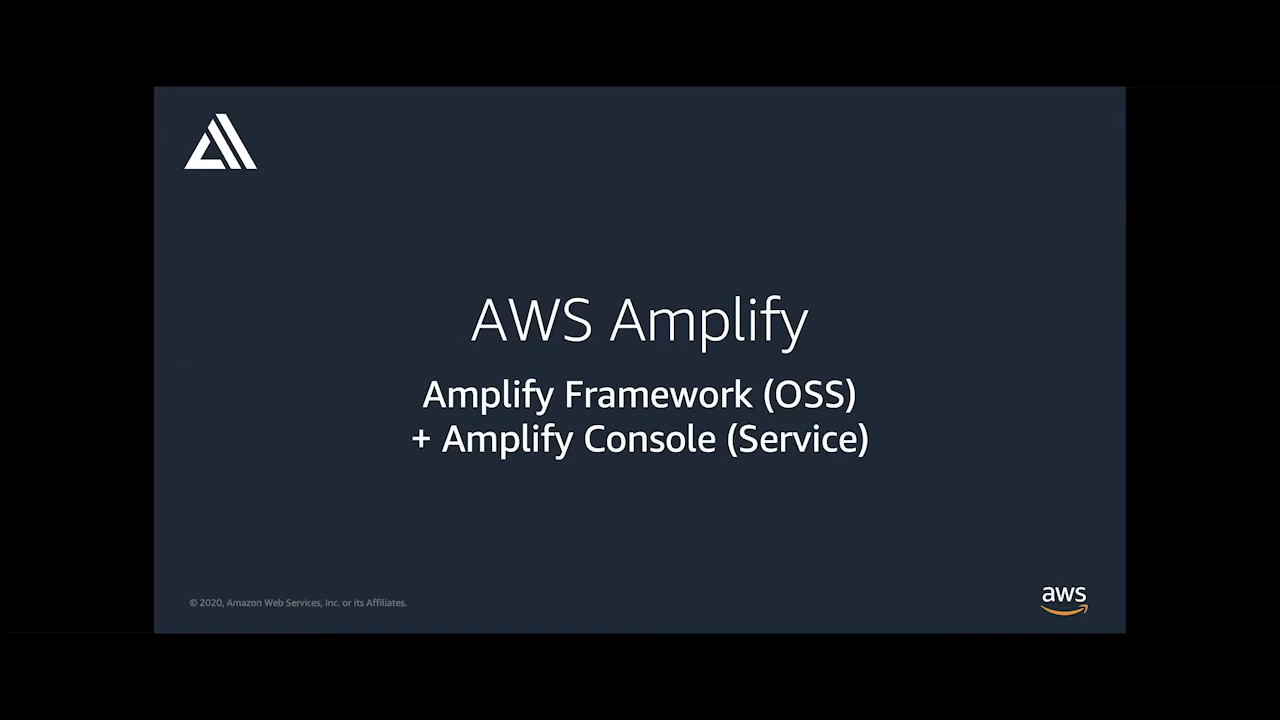 AWS Amplify
Amplify Framework (OSS)
+ Amplify Console (Service)
© 2020, Amazon Web Services, Inc. or its Affiliates.
aws